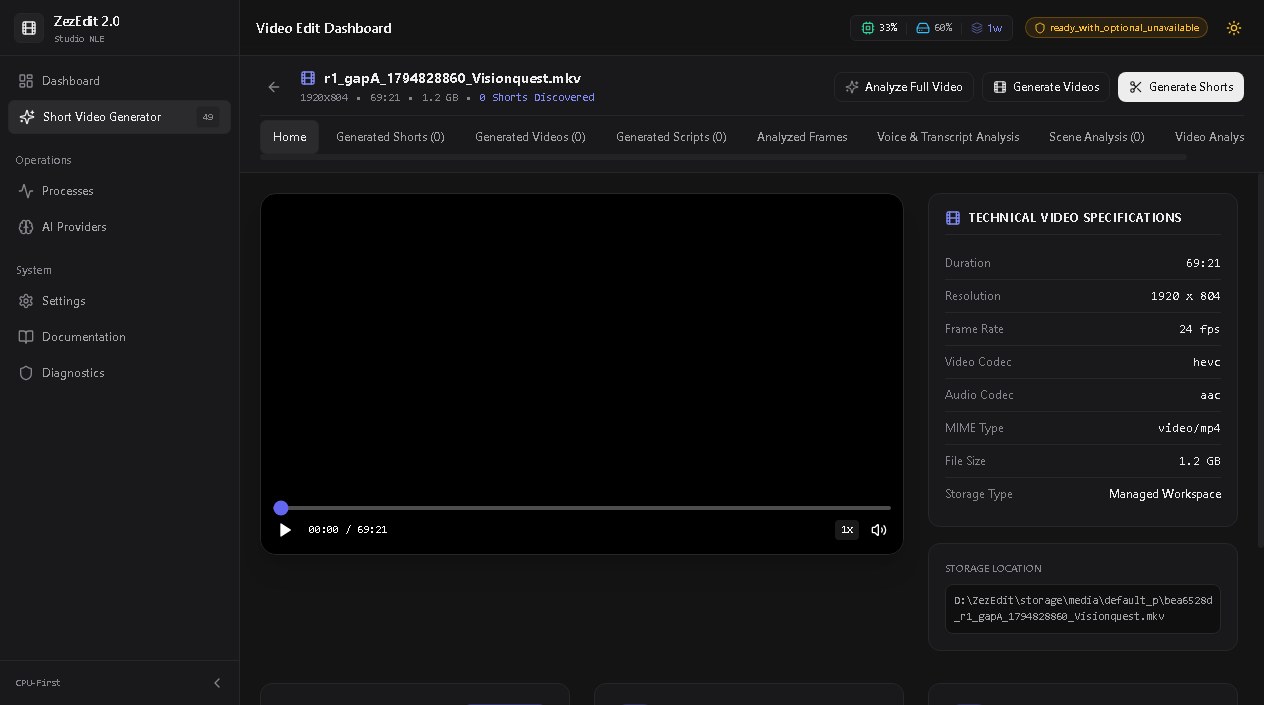 ZezEdit 2.0
Studio NLE
Dashboard
Short Video Generator 49
Operations
Processes
AI Providers
System
Settings
Documentation
Diagnostics
CPU-First
Video Edit Dashboard
33% 60% 1w
ready_with_optional_unavailable
r1_gapA_1794828860_Visionquest.mkv
1920x804 • 69:21 • 1.2 GB • 0 Shorts Discovered
Analyze Full Video
Generate Videos
Generate Shorts
Home
Generated Shorts (0)
Generated Videos (0)
Generated Scripts (0)
Analyzed Frames
Voice & Transcript Analysis
Scene Analysis (0)
Video Analys
00:00 / 69:21
1x
TECHNICAL VIDEO SPECIFICATIONS
Duration 69:21
Resolution 1920 x 804
Frame Rate 24 fps
Video Codec hevc
Audio Codec aac
MIME Type video/mp4
File Size 1.2 GB
Storage Type Managed Workspace
STORAGE LOCATION
D:\ZezEdit\storage\media\default_p\bea6528d
_r1_gapA_1794828860_Visionquest.mkv